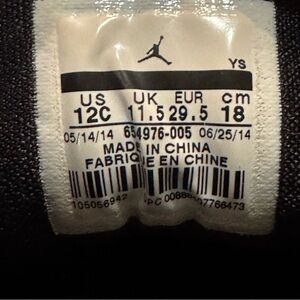 YS
US UK EUR cm
12C 11.5 29.5 18
05/14/14 654976-005 06/25/14
MADE IN CHINA
FABRIQUE EN CHINE